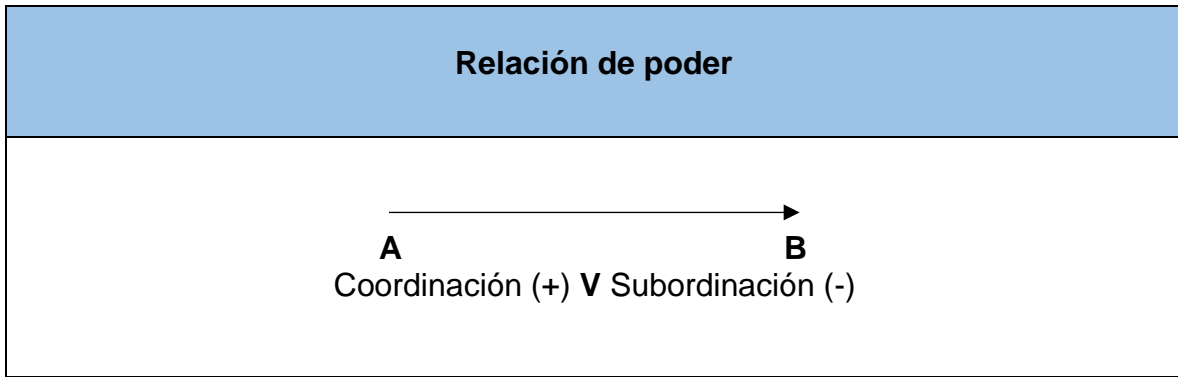 Relación de poder
A B
Coordinación (+) V Subordinación (-)